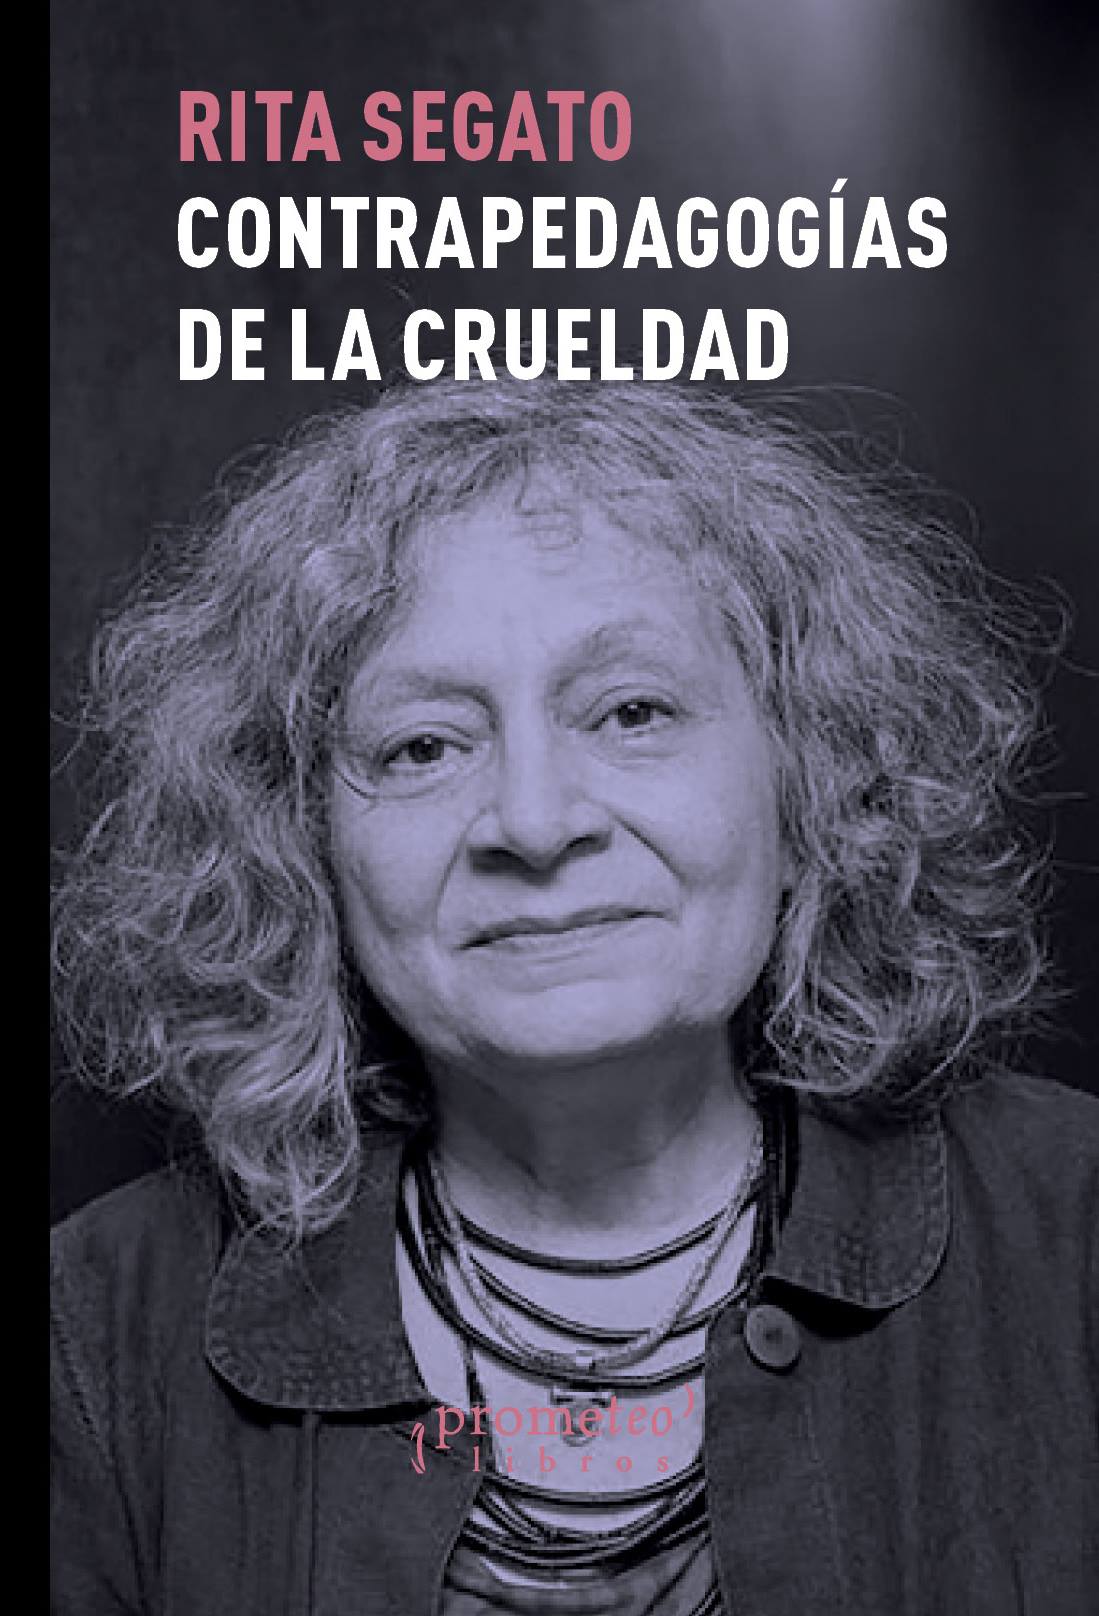 RITA SEGATO
CONTRAPEDAGOGÍAS
DE LA CRUELDAD
prometeo
libros